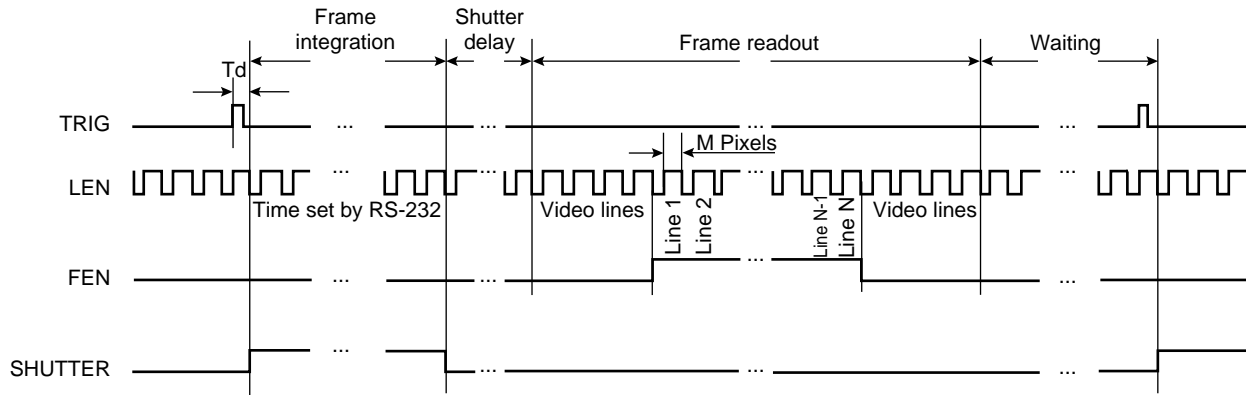 Frame
integration
Shutter
delay
Frame readout
Waiting
Td
TRIG
...
...
...
...
M Pixels
LEN
...
...
...
...
Time set by RS-232
Video lines
Line 1
Line 2
Line N-1
Line N
Video lines
FEN
...
...
...
...
SHUTTER
...
...
...
...